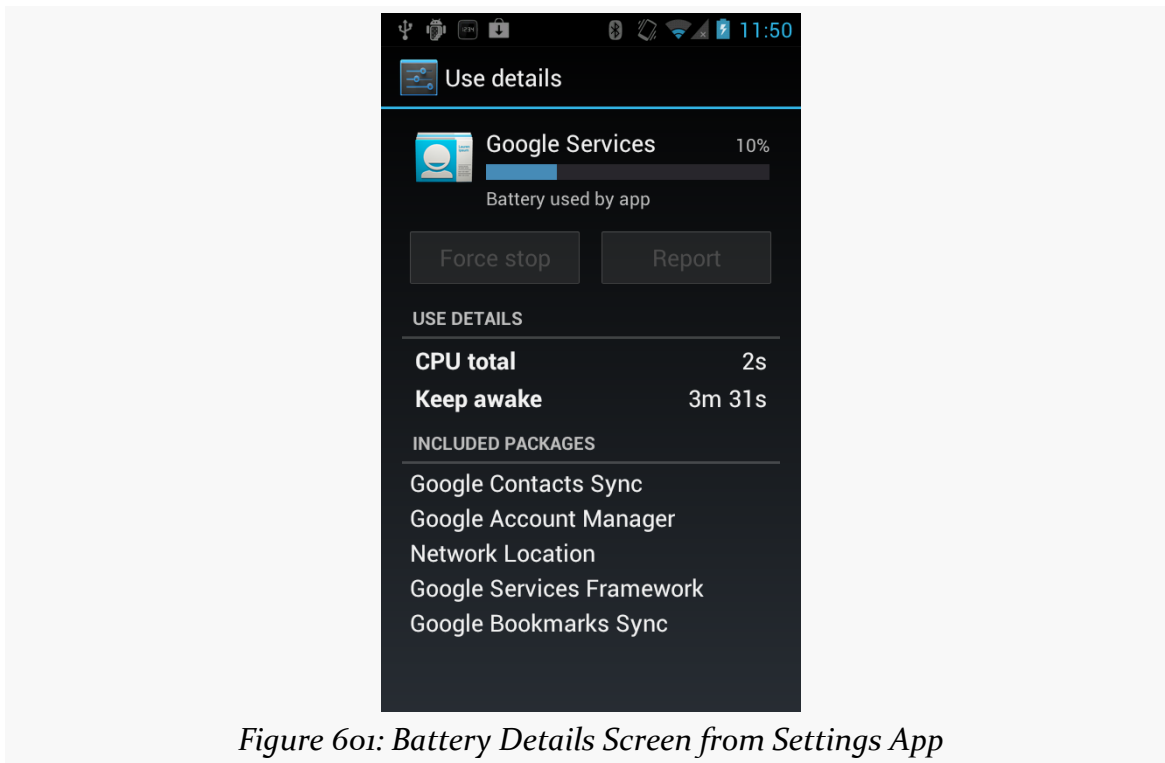 11:50
Use details
Google Services 10%
Battery used by app
Force stop Report
USE DETAILS
CPU total 2s
Keep awake 3m 31s
INCLUDED PACKAGES
Google Contacts Sync
Google Account Manager
Network Location
Google Services Framework
Google Bookmarks Sync
Figure 601: Battery Details Screen from Settings App